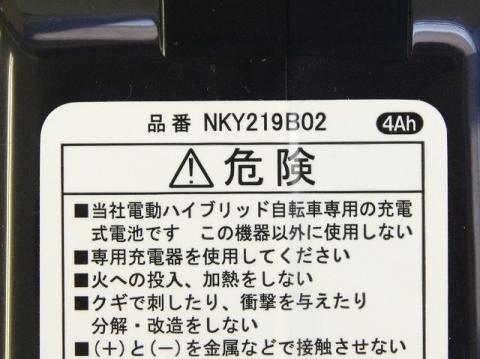 品番 NKY219B02 4Ah
⚠危険
■当社電動ハイブリッド自転車専用の充電
式電池です この機器以外に使用しない
■専用充電器を使用してください
■火への投入、加熱をしない
■クギで刺したり、衝撃を与えたり
分解・改造をしない
■(+)と(−)を金属などで接触させない